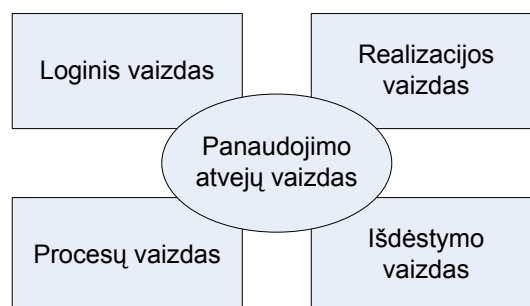 Loginis vaizdas
Realizacijos
vaizdas
Panaudojimo
atvejų vaizdas
Procesų vaizdas
Išdėstymo
vaizdas